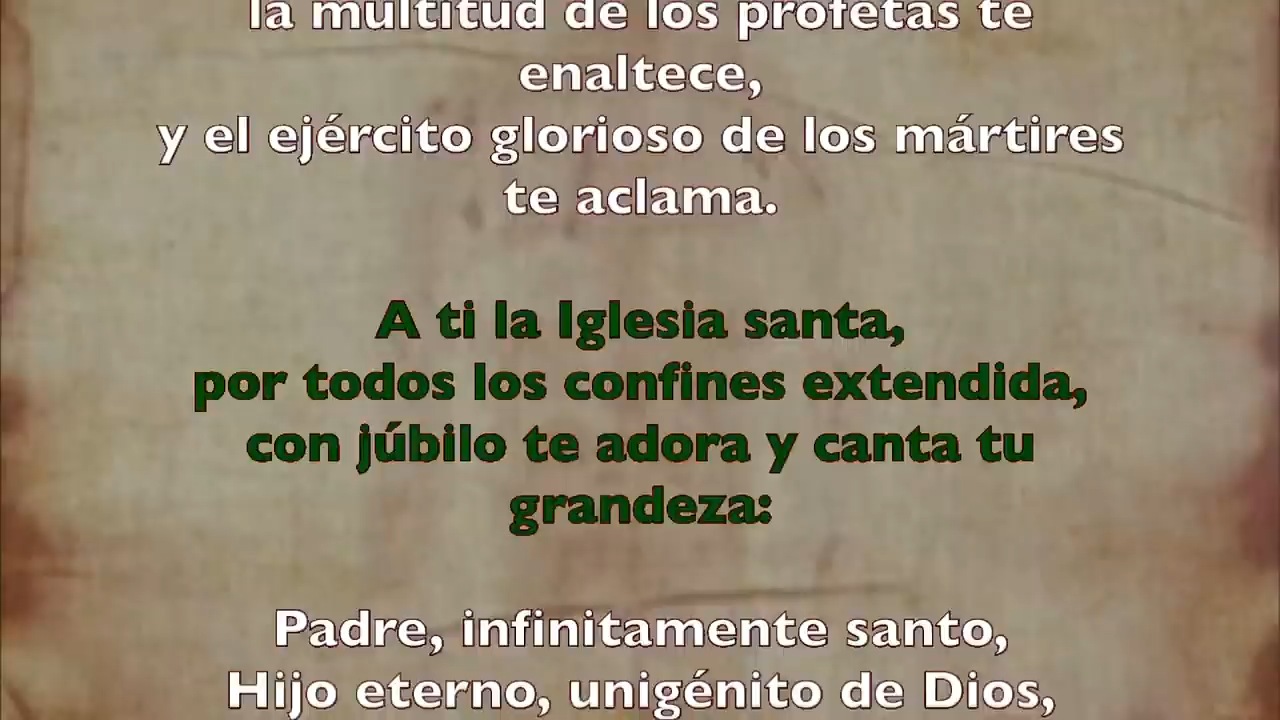 la multitud de los profetas te
enaltece,
y el ejército glorioso de los mártires
te aclama.
A ti la Iglesia santa,
por todos los confines extendida,
con júbilo te adora y canta tu
grandeza:
Padre, infinitamente santo,
Hijo eterno, unigénito de Dios,